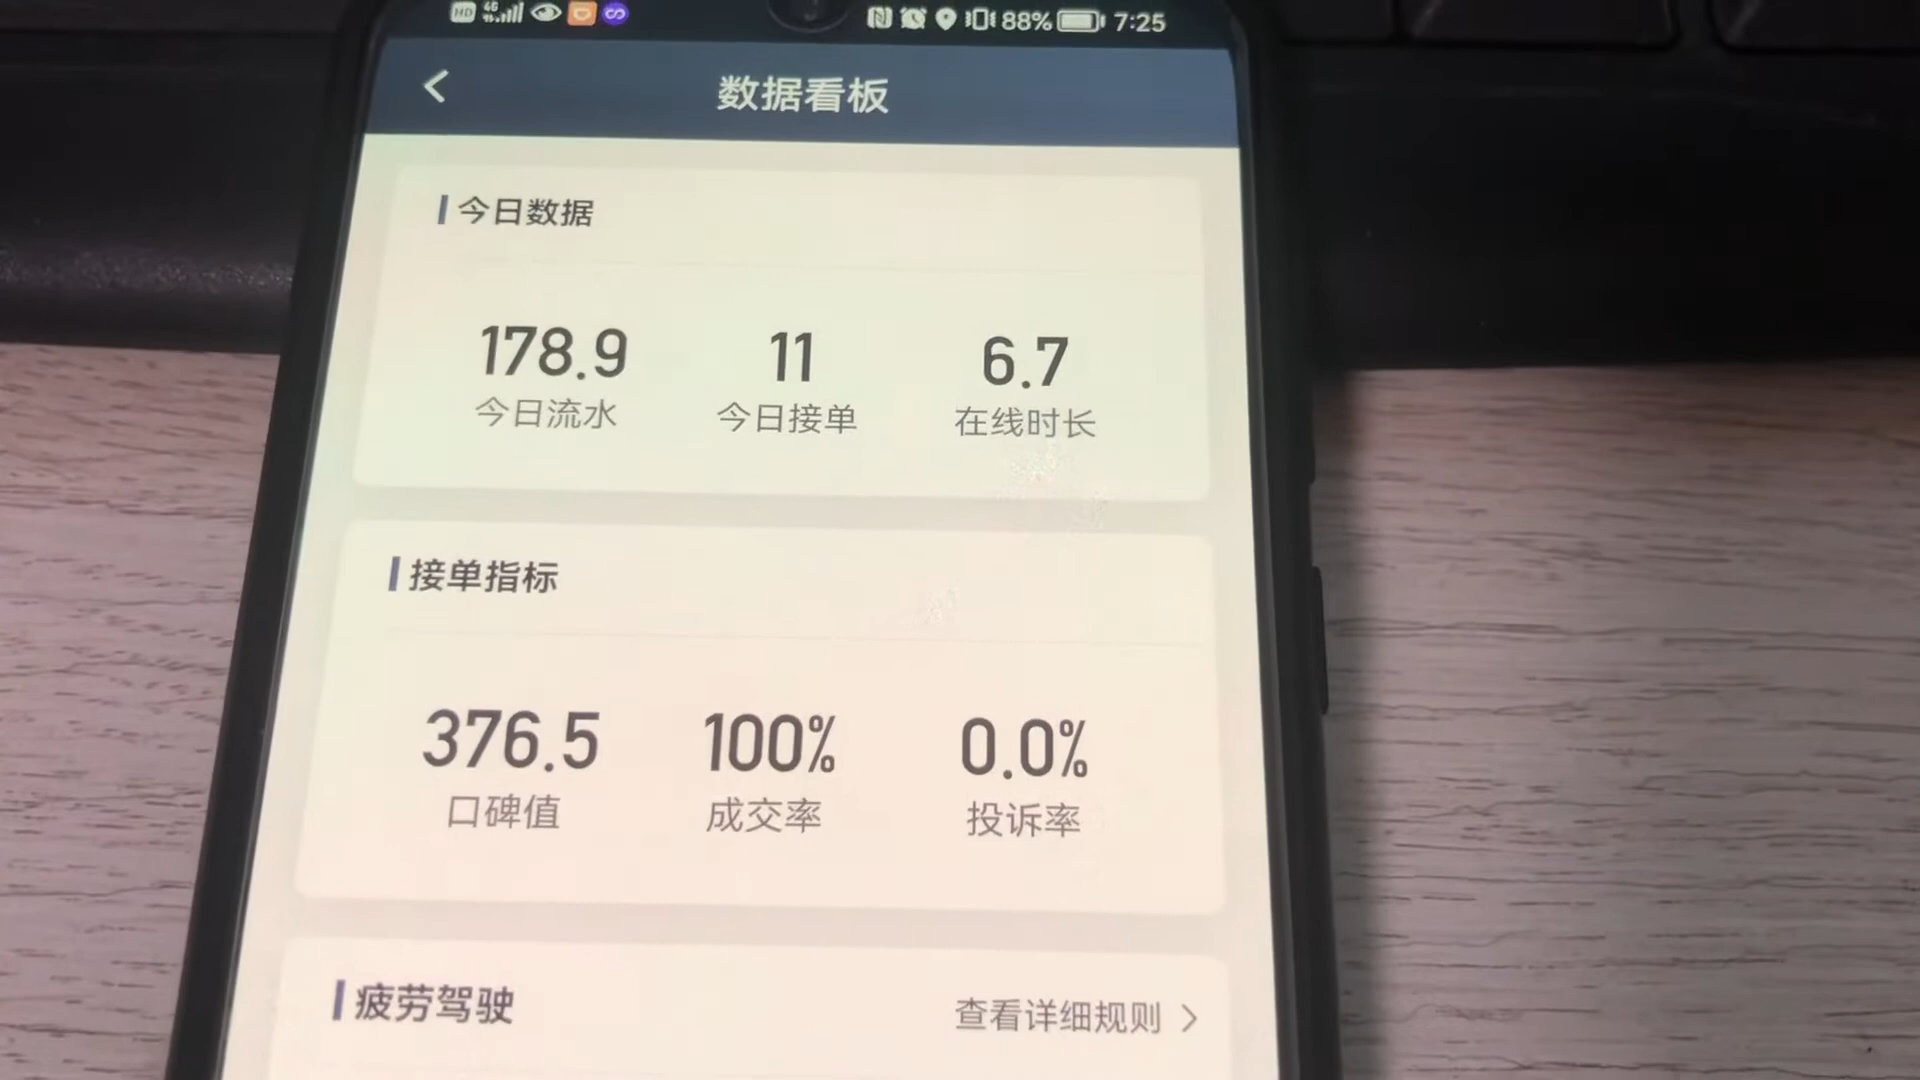 HD 4G 88% 7:25
数据看板
今日数据
178.9 11 6.7
今日流水 今日接单 在线时长
接单指标
376.5 100% 0.0%
口碑值 成交率 投诉率
疲劳驾驶 查看详细规则